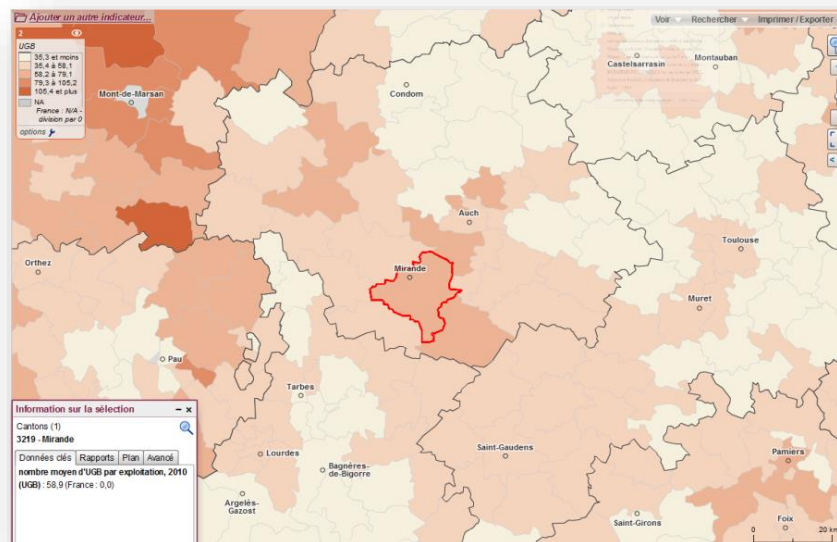 Ajouter un autre indicateur...
Voir Rechercher Imprimer / Exporter
2
UGB
35,3 et moins
35,4 à 58,1
58,2 à 79,1
79,3 à 105,2
105,4 et plus
NA
France : N/A -
division par 0
options
Castelsarrasin
Montauban
Mont-de-Marsan
Condom
Auch
Toulouse
Orthez
Mirande
Muret
Pau
Tarbes
Saint-Gaudens
Pamiers
Lourdes
Bagnères-
de-Bigorre
Argelès-
Gazost
Saint-Girons
Foix
0 20 km
Information sur la sélection
Cantons (1)
3219 - Mirande
Données clés Rapports Plan Avancé
nombre moyen d'UGB par exploitation, 2010
(UGB) : 58,9 (France : 0,0)